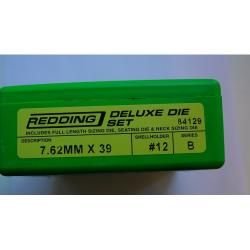 REDDING DELUXE DIE SET 84129
INCLUDES FULL LENGTH SIZING DIE, SEATING DIE & NECK SIZING DIE
DESCRIPTION SHELLHOLDER SERIES
7.62MM X 39 #12 B